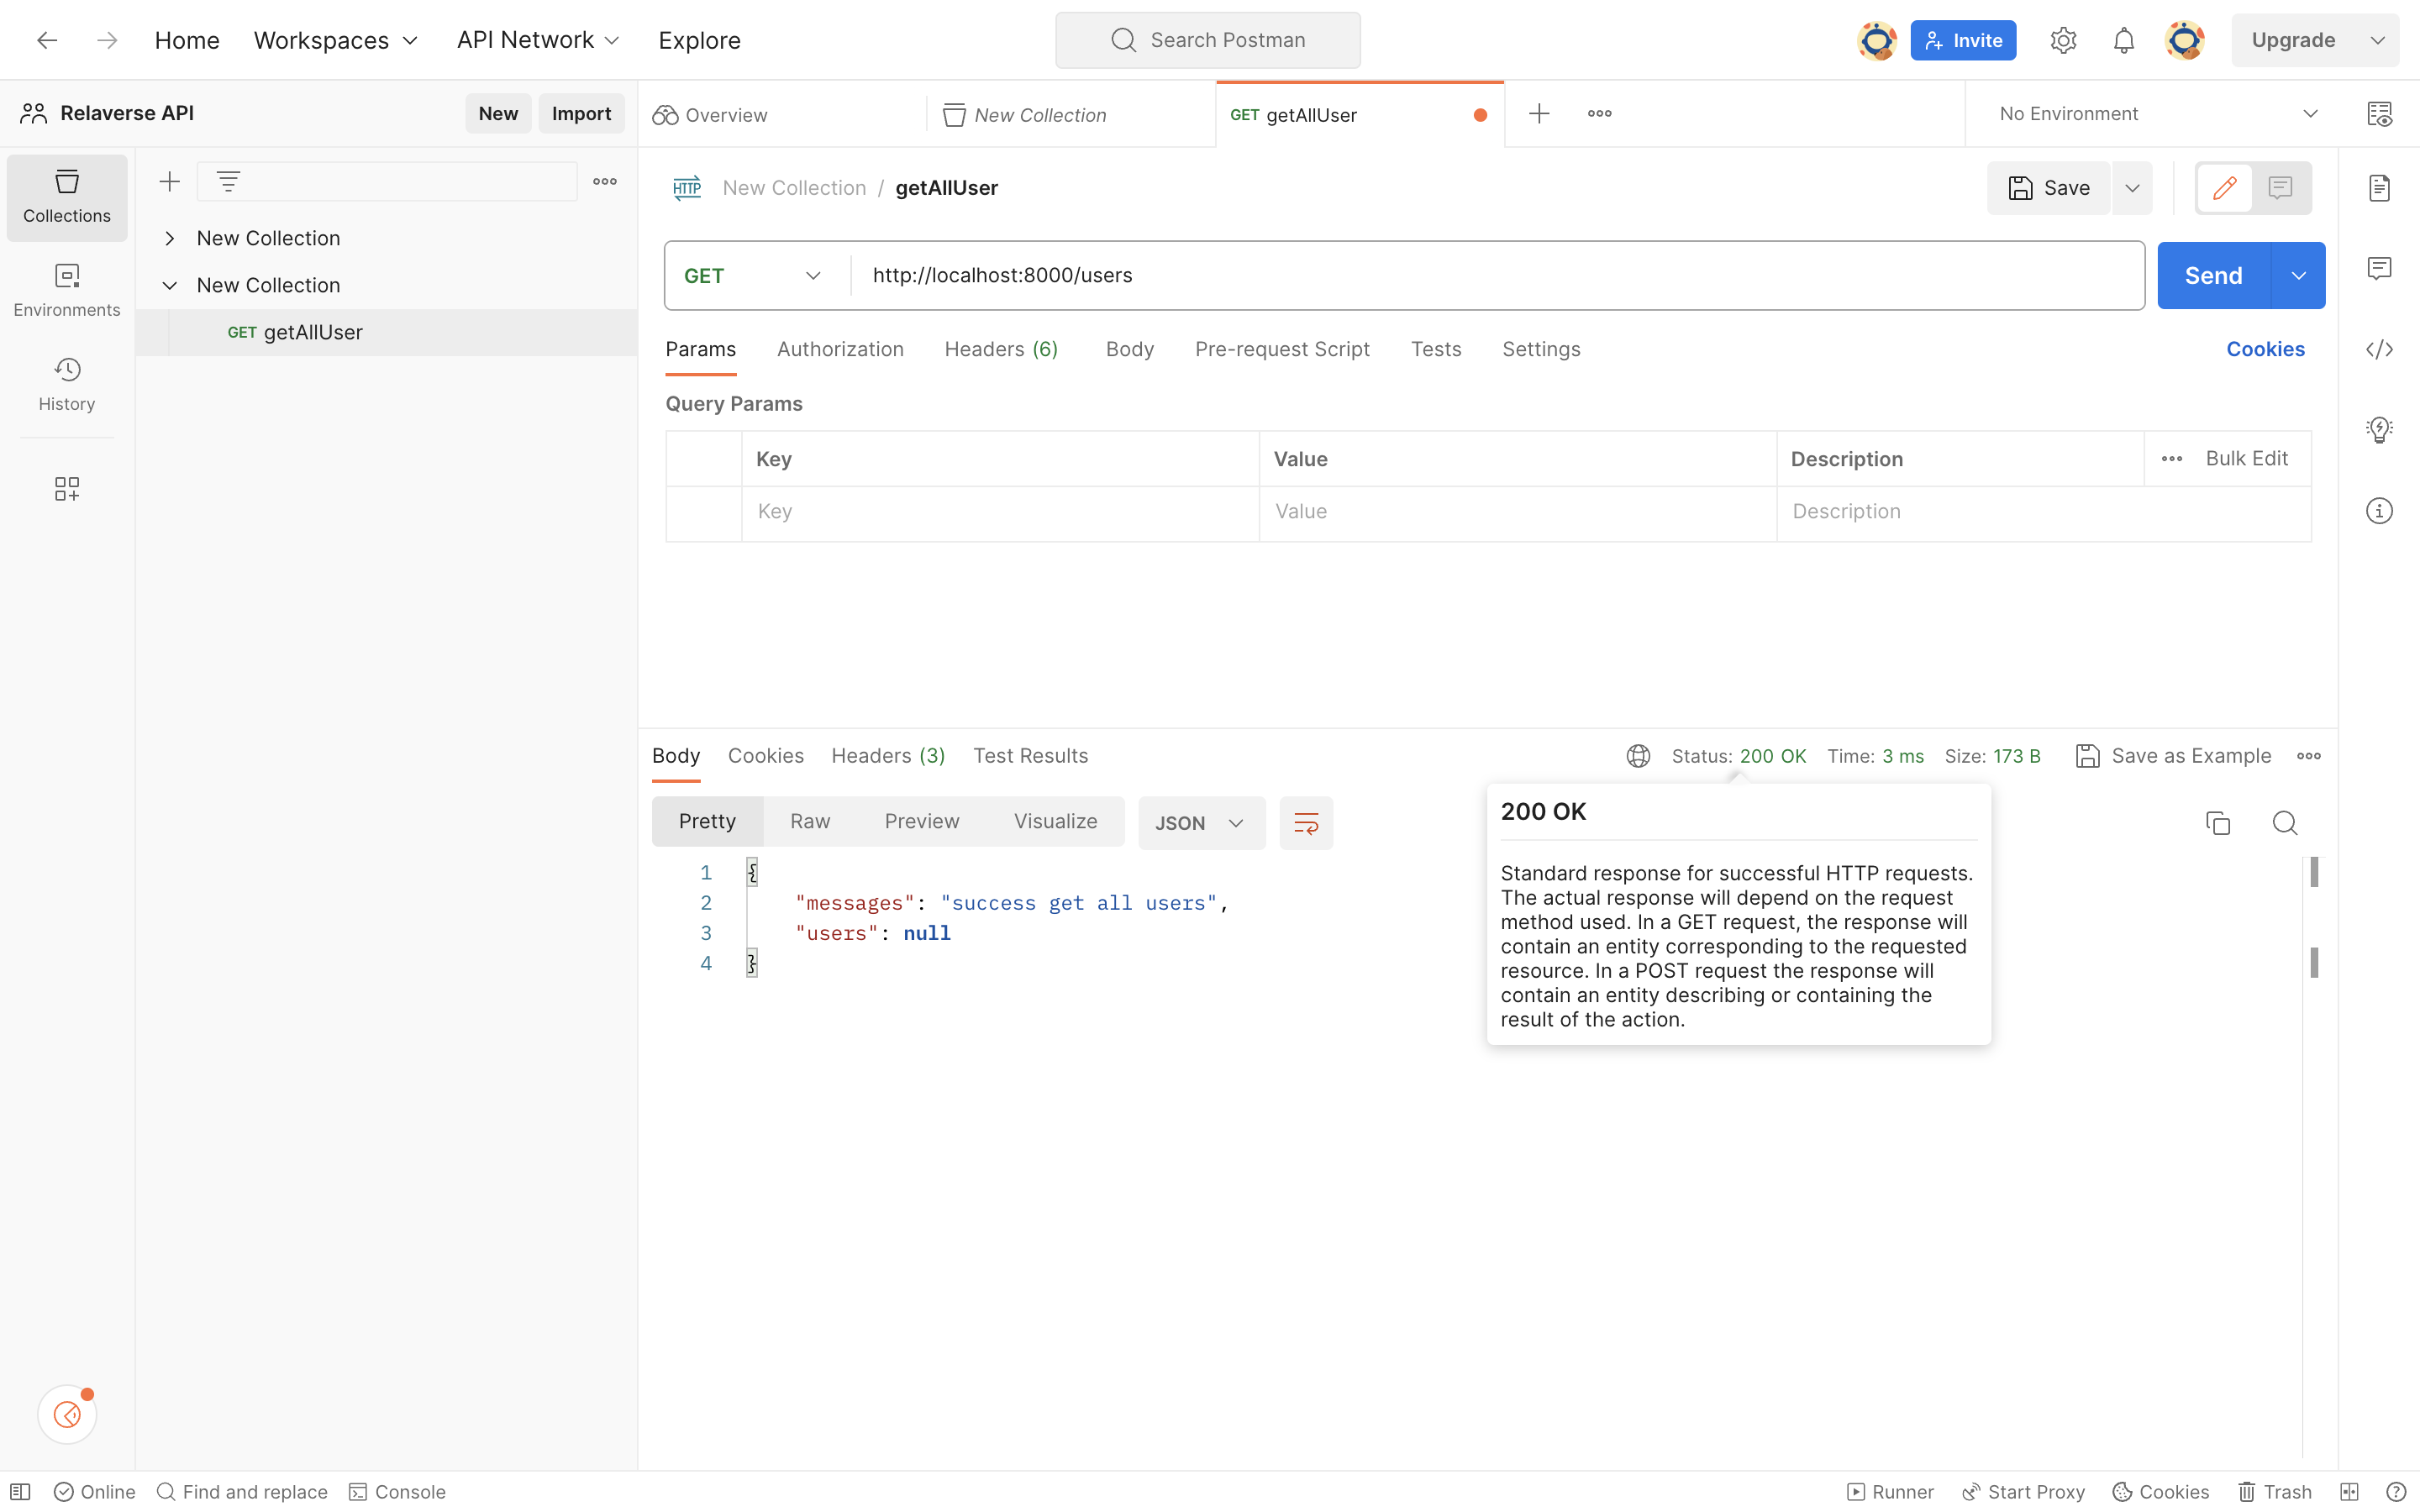 Home Workspaces API Network Explore Search Postman Invite Upgrade
Relaverse API New Import
Overview New Collection GET getAllUser No Environment
Collections
Environments
History
New Collection
New Collection
GET getAllUser
HTTP New Collection / getAllUser Save
GET http://localhost:8000/users Send
Params Authorization Headers (6) Body Pre-request Script Tests Settings Cookies
Query Params
Key Value Description Bulk Edit
Key Value Description
Body Cookies Headers (3) Test Results Status: 200 OK Time: 3 ms Size: 173 B Save as Example
Pretty Raw Preview Visualize JSON
1 {
2 "messages": "success get all users",
3 "users": null
4 }
200 OK
Standard response for successful HTTP requests.
The actual response will depend on the request
method used. In a GET request, the response will
contain an entity corresponding to the requested
resource. In a POST request the response will
contain an entity describing or containing the
result of the action.
Online Find and replace Console Runner Start Proxy Cookies Trash